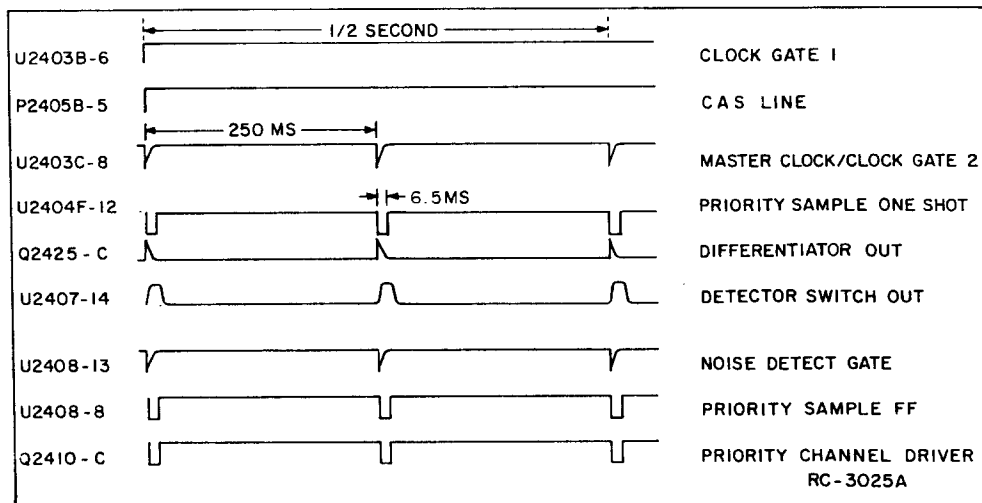 1/2 SECOND
U2403B-6 CLOCK GATE 1
P2405B-5 CAS LINE
250 MS
U2403C-8 MASTER CLOCK/CLOCK GATE 2
6.5MS
U2404F-12 PRIORITY SAMPLE ONE SHOT
Q2425-C DIFFERENTIATOR OUT
U2407-14 DETECTOR SWITCH OUT
U2408-13 NOISE DETECT GATE
U2408-8 PRIORITY SAMPLE FF
Q2410-C PRIORITY CHANNEL DRIVER
RC-3025A